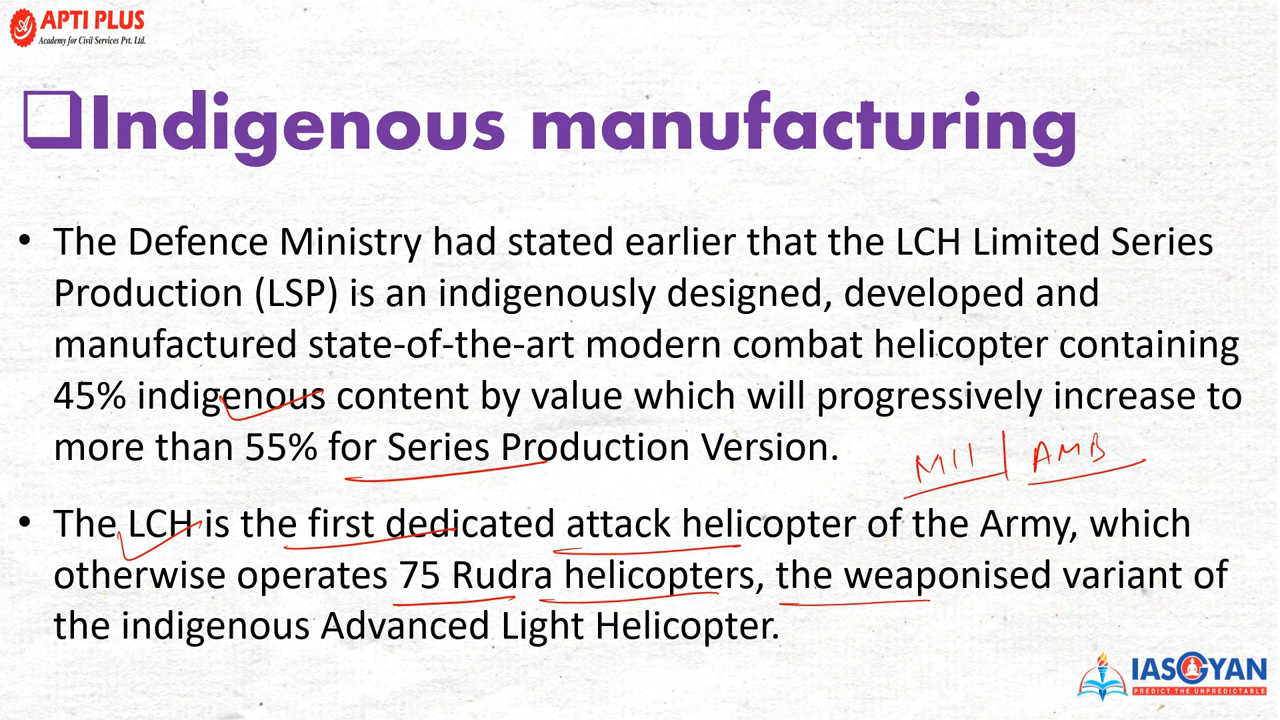 APTI PLUS
Academy for Civil Services Pvt. Ltd.
Indigenous manufacturing
• The Defence Ministry had stated earlier that the LCH Limited Series
Production (LSP) is an indigenously designed, developed and
manufactured state-of-the-art modern combat helicopter containing
45% indigenous content by value which will progressively increase to
more than 55% for Series Production Version.
MII / AMB
• The LCH is the first dedicated attack helicopter of the Army, which
otherwise operates 75 Rudra helicopters, the weaponised variant of
the indigenous Advanced Light Helicopter.
IASGYAN
PREDICT THE UNPREDICTABLE